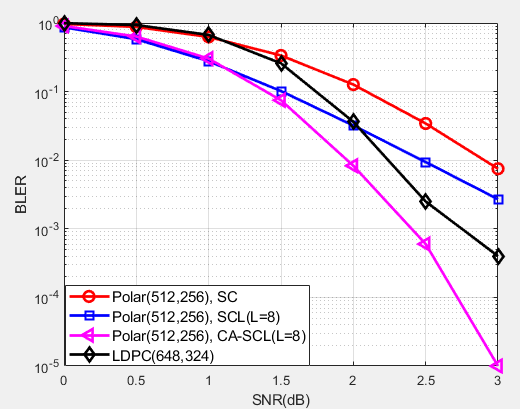 10^0
10^-1
10^-2
10^-3
10^-4
10^-5
BLER
Polar(512,256), SC
Polar(512,256), SCL(L=8)
Polar(512,256), CA-SCL(L=8)
LDPC(648,324)
0 0.5 1 1.5 2 2.5 3
SNR(dB)